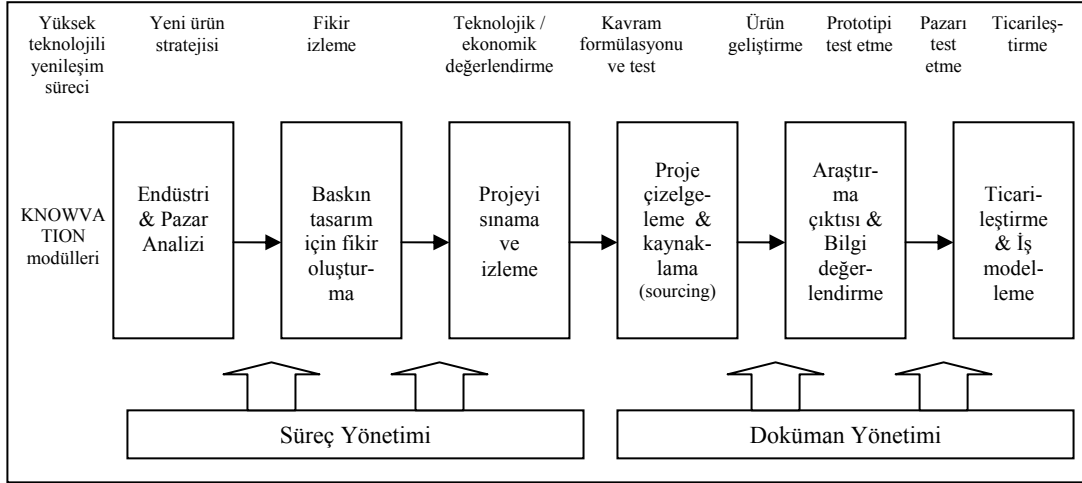 Yüksek
teknolojili
yenileşim
süreci
Yeni ürün
stratejisi
Fikir
izleme
Teknolojik /
ekonomik
değerlendirme
Kavram
formülasyonu
ve test
Ürün
geliştirme
Prototipi
test etme
Pazarı
test
etme
Ticarileş-
tirme
KNOWVA
TION
modülleri
Endüstri
& Pazar
Analizi
Baskın
tasarım
için fikir
oluştur-
ma
Projeyi
sınama
ve
izleme
Proje
çizelge-
leme &
kaynak-
lama
(sourcing)
Araştır-
ma
çıktısı &
Bilgi
değer-
lendirme
Ticari-
leştirme
& İş
model-
leme
Süreç Yönetimi
Doküman Yönetimi